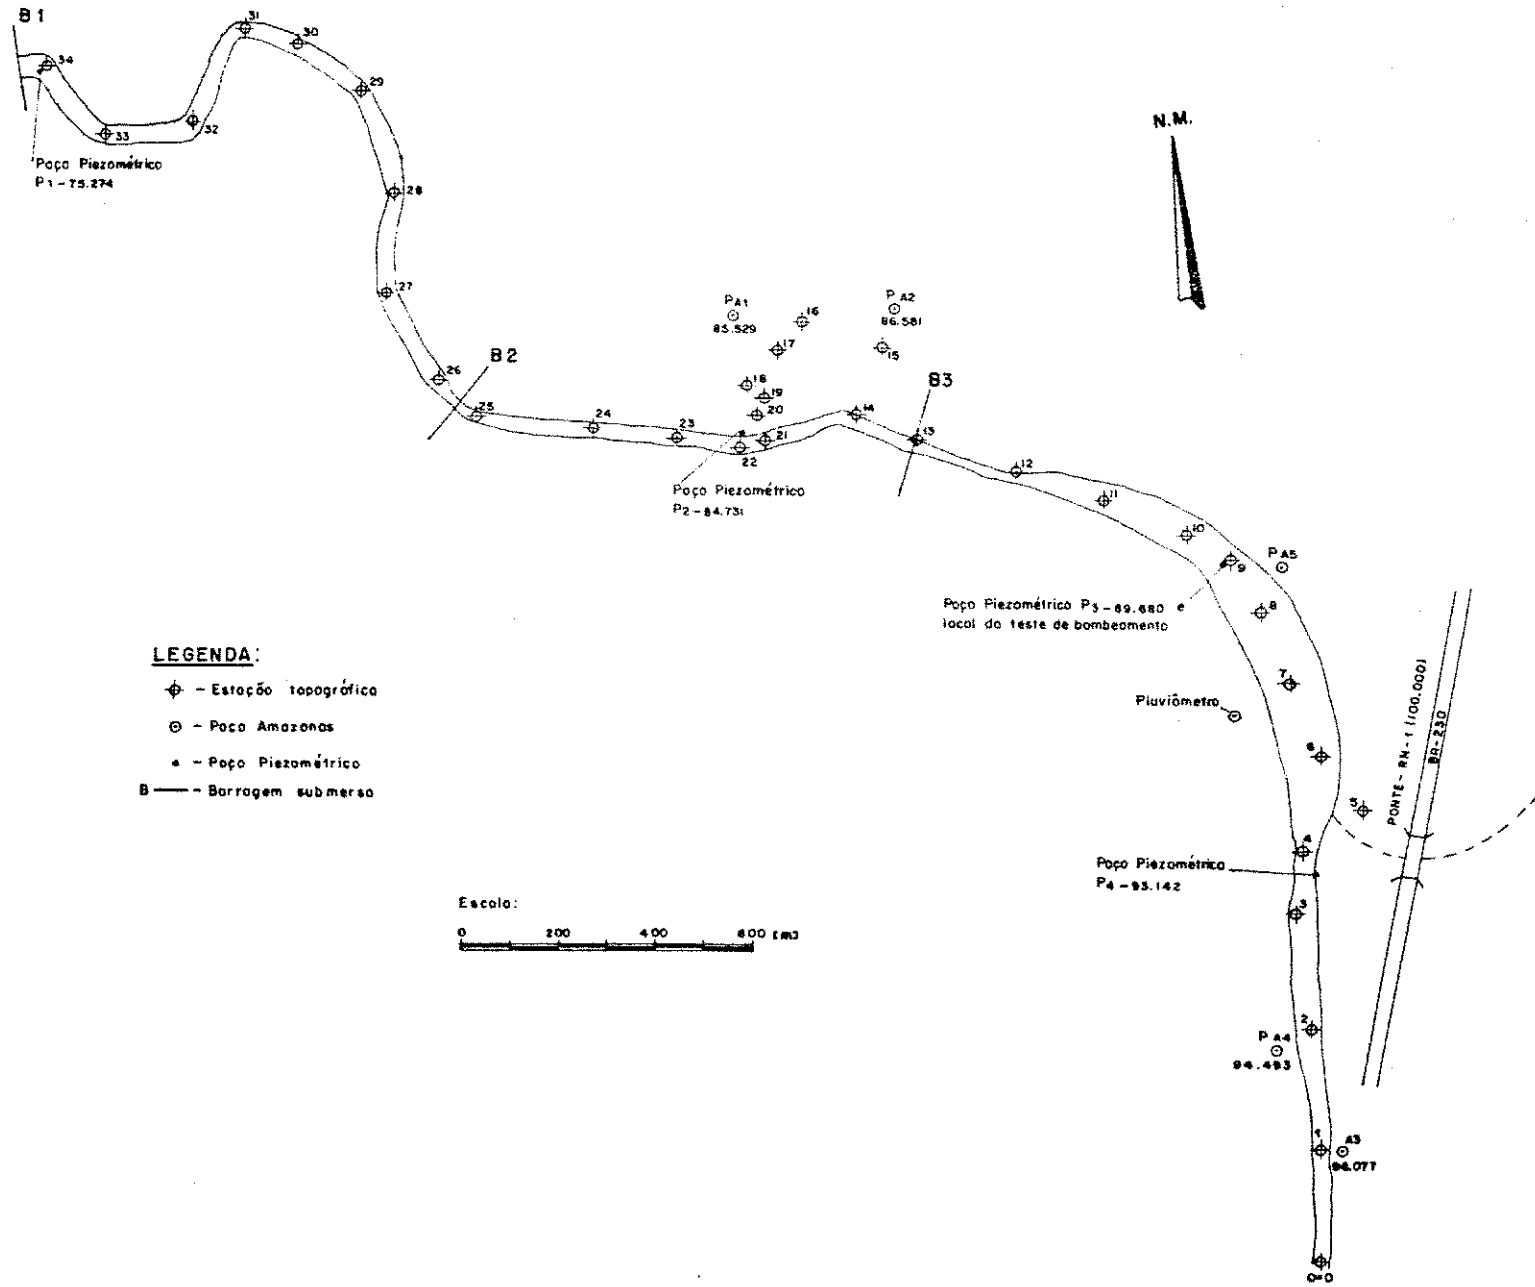 B1
31
30
34
29
33
32
Poço Piezométrico
P1-75.274
28
N.M.
27
PA1
85.529
16
PA2
86.581
17
15
B2
26
18
B3
19
25
24
20
14
23
21
13
22
12
Poço Piezométrico
P2-84.731
11
10
PA5
9
Poço Piezométrico P3-89.680 e
local do teste de bombeamento
8
LEGENDA:
- Estação topográfica
- Poço Amazonas
- Poço Piezométrico
B - Barragem submersa
7
Pluviômetro
6
PONTE-RN-1 (100.000)
BR-230
5
4
Poço Piezométrico
P4-93.142
3
Escala:
0 200 400 600 (m)
2
PA4
94.493
1
A3
96.077
0=0